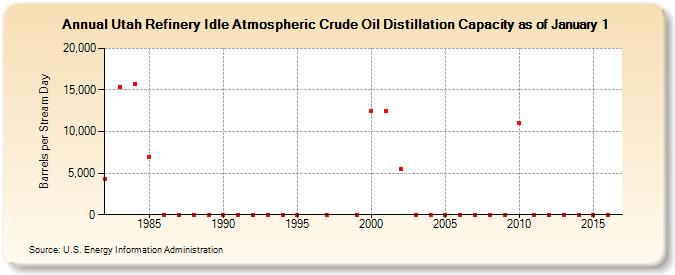 Annual Utah Refinery Idle Atmospheric Crude Oil Distillation Capacity as of January 1
Barrels per Stream Day
20,000
15,000
10,000
5,000
0
1985 1990 1995 2000 2005 2010 2015
Source: U.S. Energy Information Administration